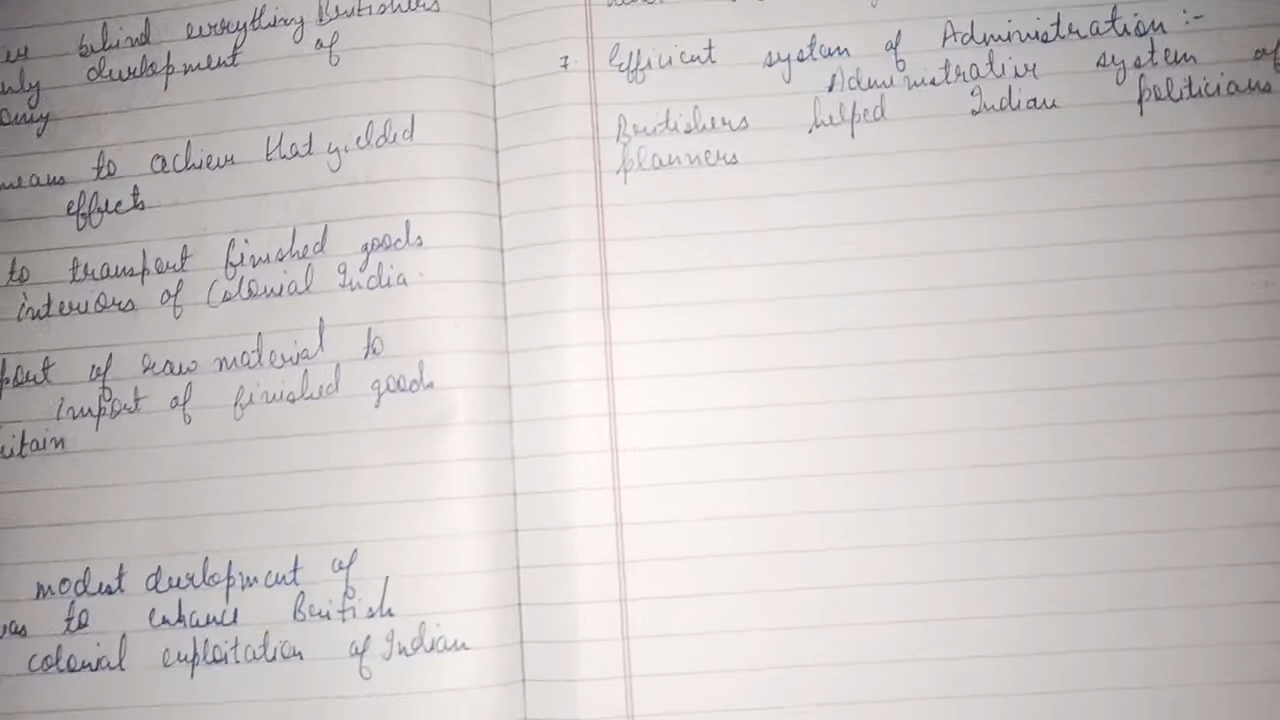 behind everything Britishers
development of
means to achieve that yielded
effects
to transport finished goods
interiors of Colonial India.
of raw material to
import of finished goods
modest development of
to enhance British
colonial exploitation of Indian
7. Efficient system of Administration :-
Administrative system of
Britishers helped Indian politicians
planners